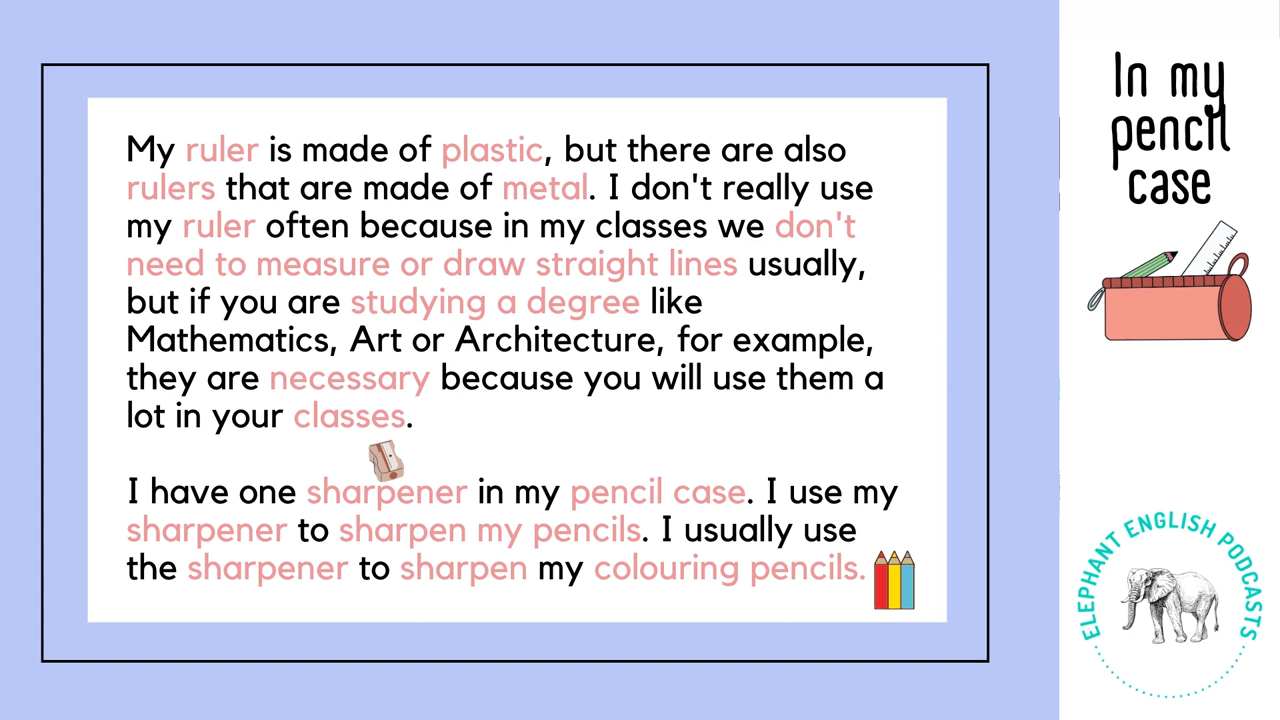 My ruler is made of plastic, but there are also
rulers that are made of metal. I don't really use
my ruler often because in my classes we don't
need to measure or draw straight lines usually,
but if you are studying a degree like
Mathematics, Art or Architecture, for example,
they are necessary because you will use them a
lot in your classes.
I have one sharpener in my pencil case. I use my
sharpener to sharpen my pencils. I usually use
the sharpener to sharpen my colouring pencils.
In my
pencil
case
ELEPHANT ENGLISH PODCASTS